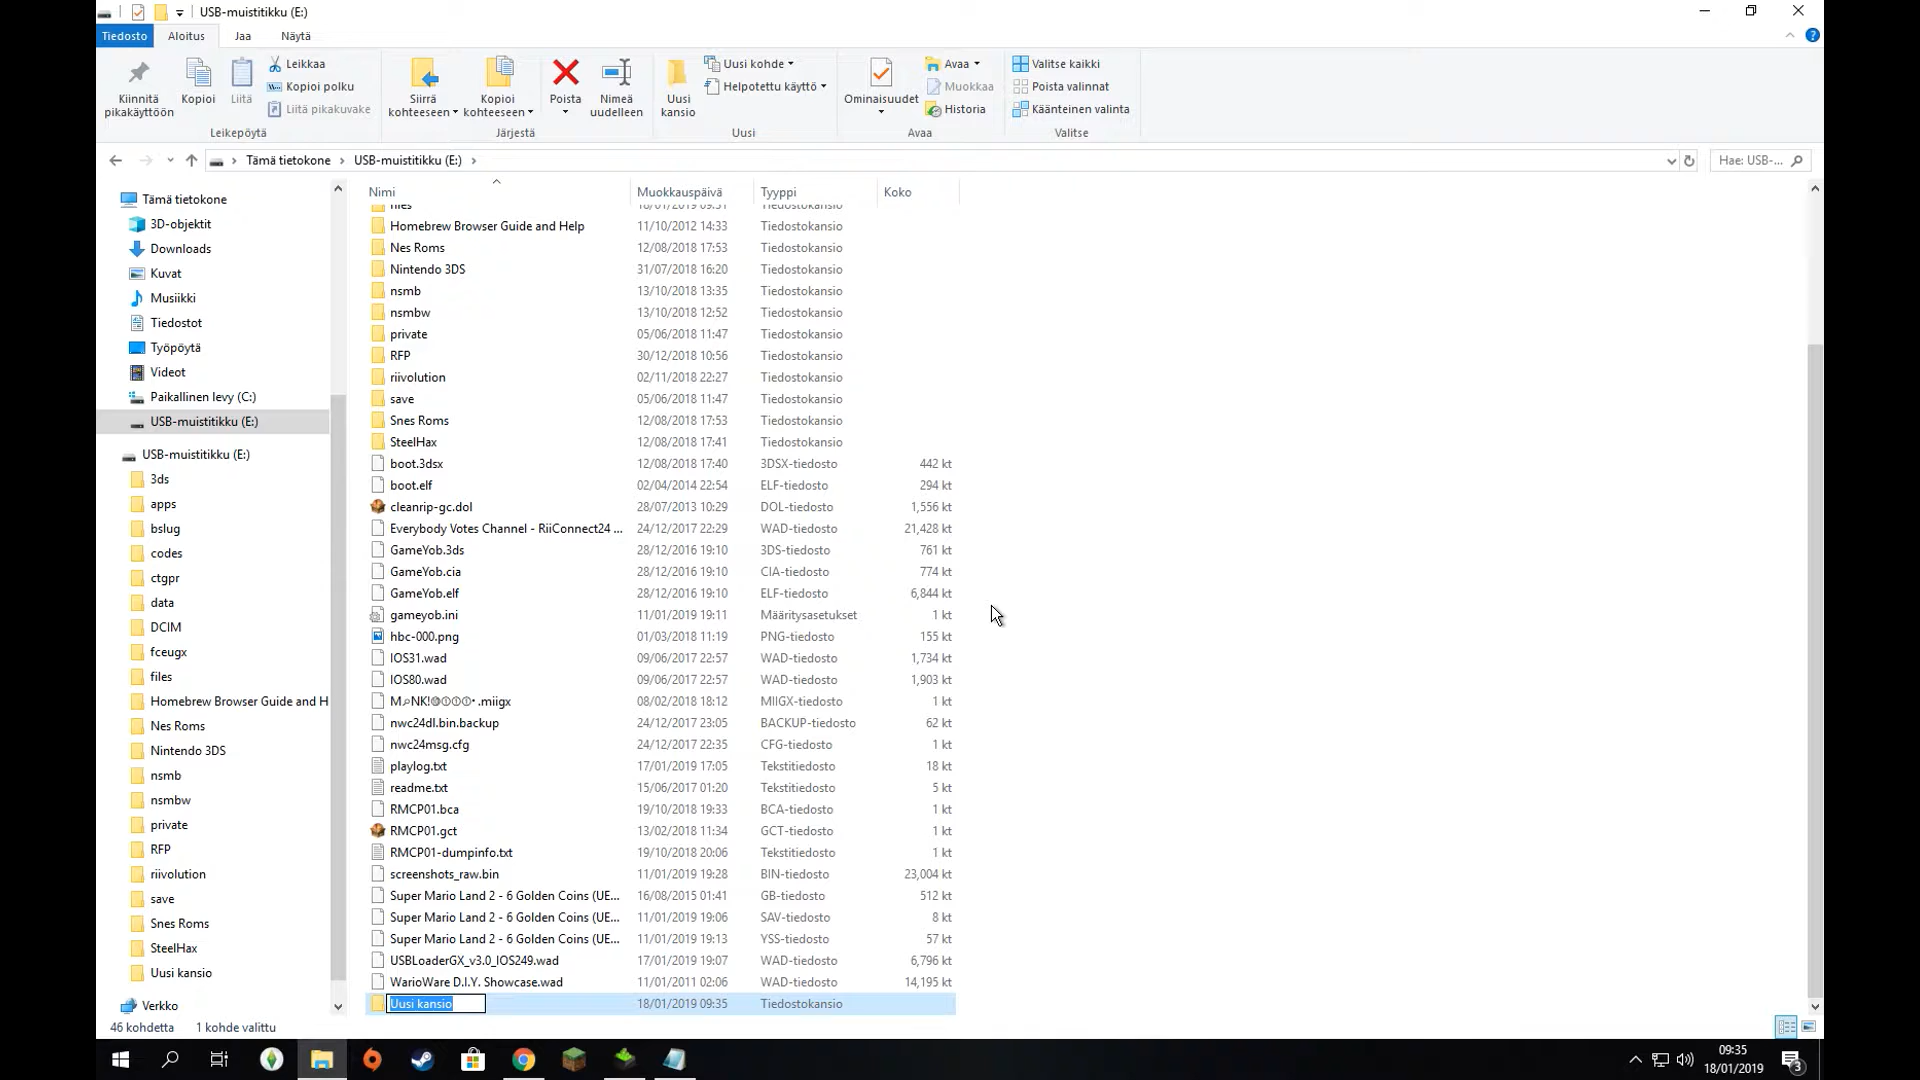 USB-muistitikku (E:)
Tiedosto Aloitus Jaa Näytä
Kiinnitä pikakäyttöön
Kopioi
Liitä
Leikkaa
Kopioi polku
Liitä pikakuvake
Siirrä kohteeseen
Kopioi kohteeseen
Poista
Nimeä uudelleen
Uusi kansio
Uusi kohde
Helpotettu käyttö
Ominaisuudet
Avaa
Muokkaa
Historia
Valitse kaikki
Poista valinnat
Käänteinen valinta
Leikepöytä Järjestä Uusi Avaa Valitse
Tämä tietokone USB-muistitikku (E:)
Hae: USB-...
Tämä tietokone
3D-objektit
Downloads
Kuvat
Musiikki
Tiedostot
Työpöytä
Videot
Paikallinen levy (C:)
USB-muistitikku (E:)
USB-muistitikku (E:)
3ds
apps
bslug
codes
ctgpr
data
DCIM
fceugx
files
Homebrew Browser Guide and H
Nes Roms
Nintendo 3DS
nsmb
nsmbw
private
RFP
riivolution
save
Snes Roms
SteelHax
Uusi kansio
Verkko
Nimi Muokkauspäivä Tyyppi Koko
files 18/01/2019 09:31 Tiedostokansio
Homebrew Browser Guide and Help 11/10/2012 14:33 Tiedostokansio
Nes Roms 12/08/2018 17:53 Tiedostokansio
Nintendo 3DS 31/07/2018 16:20 Tiedostokansio
nsmb 13/10/2018 13:35 Tiedostokansio
nsmbw 13/10/2018 12:52 Tiedostokansio
private 05/06/2018 11:47 Tiedostokansio
RFP 30/12/2018 10:56 Tiedostokansio
riivolution 02/11/2018 22:27 Tiedostokansio
save 05/06/2018 11:47 Tiedostokansio
Snes Roms 12/08/2018 17:53 Tiedostokansio
SteelHax 12/08/2018 17:41 Tiedostokansio
boot.3dsx 12/08/2018 17:40 3DSX-tiedosto 442 kt
boot.elf 02/04/2014 22:54 ELF-tiedosto 294 kt
cleanrip-gc.dol 28/07/2013 10:29 DOL-tiedosto 1,556 kt
Everybody Votes Channel - RiiConnect24 ... 24/12/2017 22:29 WAD-tiedosto 21,428 kt
GameYob.3ds 28/12/2016 19:10 3DS-tiedosto 761 kt
GameYob.cia 28/12/2016 19:10 CIA-tiedosto 774 kt
GameYob.elf 28/12/2016 19:10 ELF-tiedosto 6,844 kt
gameyob.ini 11/01/2019 19:11 Määritysasetukset 1 kt
hbc-000.png 01/03/2018 11:19 PNG-tiedosto 155 kt
IOS31.wad 09/06/2017 22:57 WAD-tiedosto 1,734 kt
IOS80.wad 09/06/2017 22:57 WAD-tiedosto 1,903 kt
.miigx 08/02/2018 18:12 MIIGX-tiedosto 1 kt
nwc24dl.bin.backup 24/12/2017 23:05 BACKUP-tiedosto 62 kt
nwc24msg.cfg 24/12/2017 22:35 CFG-tiedosto 1 kt
playlog.txt 17/01/2019 17:05 Tekstitiedosto 18 kt
readme.txt 15/06/2017 01:20 Tekstitiedosto 5 kt
RMCP01.bca 19/10/2018 19:33 BCA-tiedosto 1 kt
RMCP01.gct 13/02/2018 11:34 GCT-tiedosto 1 kt
RMCP01-dumpinfo.txt 19/10/2018 20:06 Tekstitiedosto 1 kt
screenshots_raw.bin 11/01/2019 19:28 BIN-tiedosto 23,004 kt
Super Mario Land 2 - 6 Golden Coins (UE... 16/08/2015 01:41 GB-tiedosto 512 kt
Super Mario Land 2 - 6 Golden Coins (UE... 11/01/2019 19:06 SAV-tiedosto 8 kt
Super Mario Land 2 - 6 Golden Coins (UE... 11/01/2019 19:13 YSS-tiedosto 57 kt
USBLoaderGX_v3.0_IOS249.wad 17/01/2019 19:07 WAD-tiedosto 6,796 kt
WarioWare D.I.Y. Showcase.wad 11/01/2011 02:06 WAD-tiedosto 14,195 kt
Uusi kansio 18/01/2019 09:35 Tiedostokansio
46 kohdetta 1 kohde valittu
09:35
18/01/2019
3